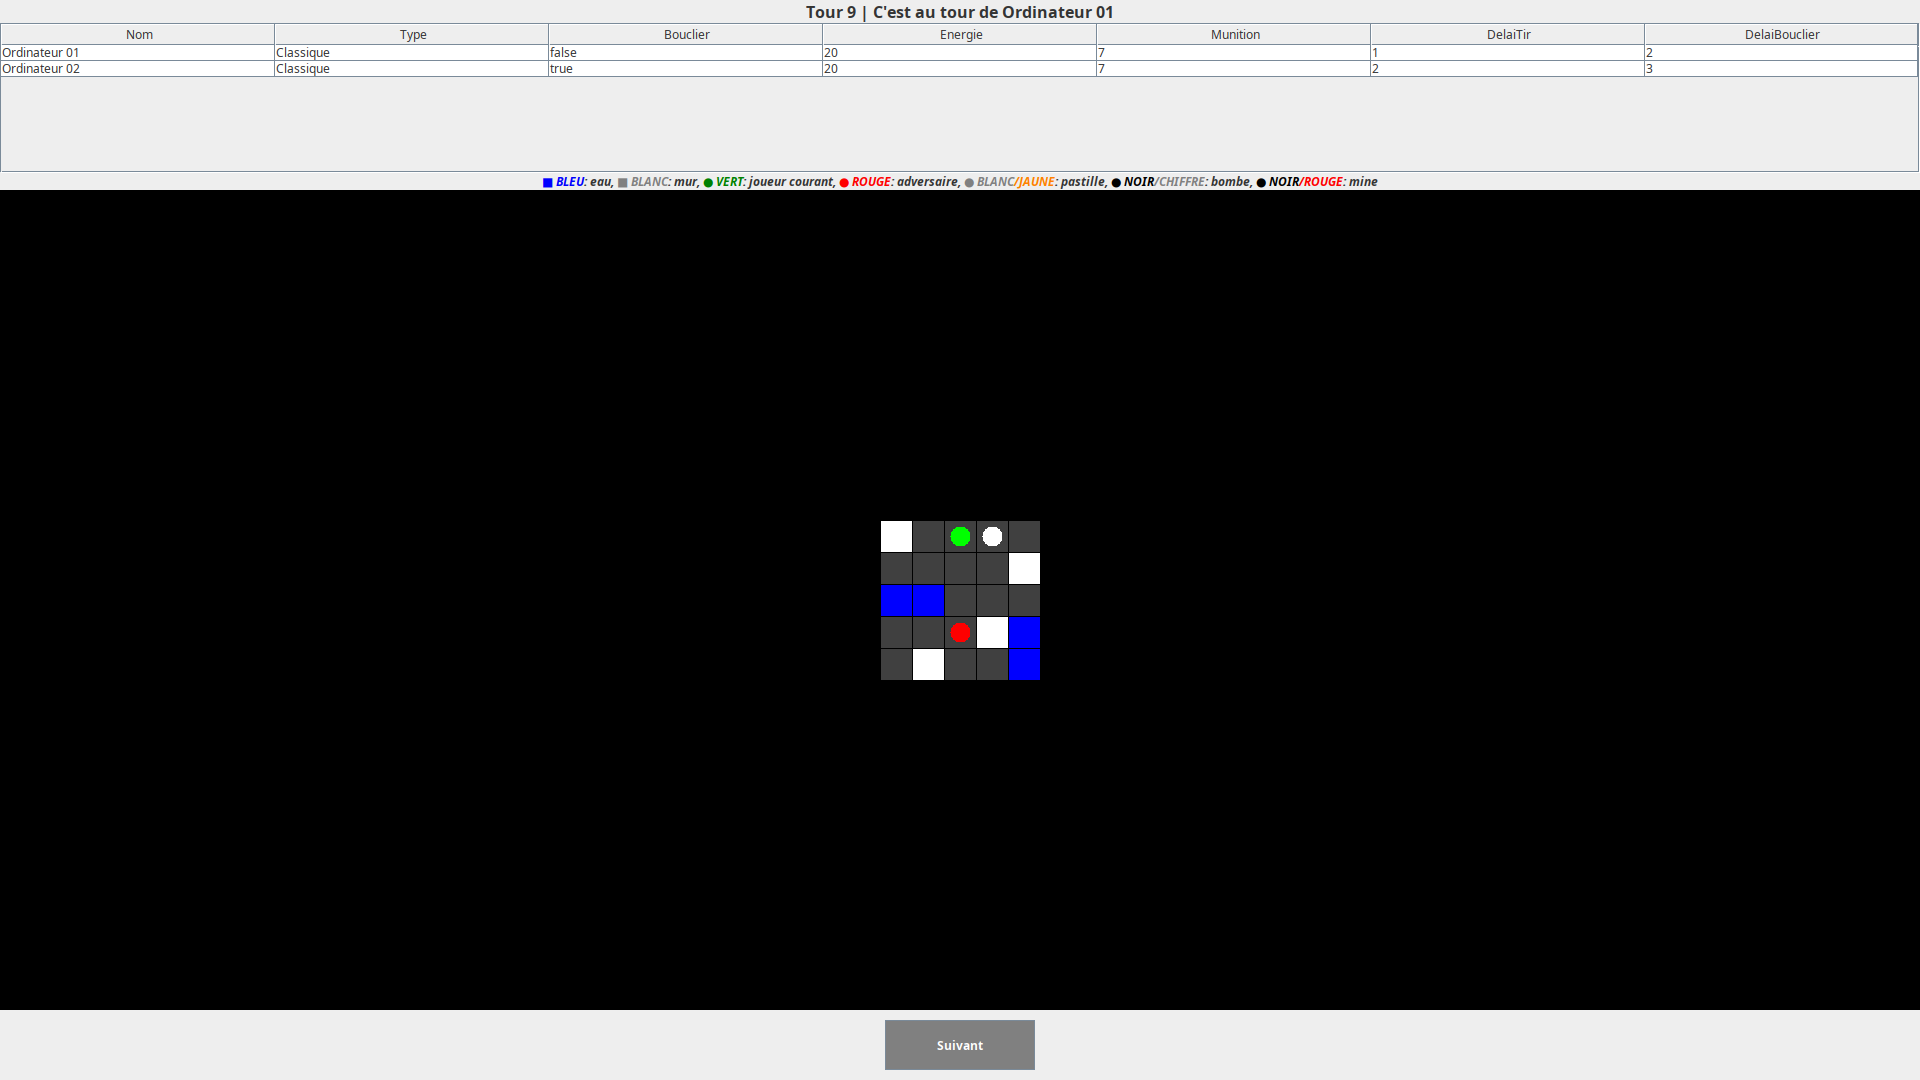 Tour 9 | C'est au tour de Ordinateur 01
Nom Type Bouclier Energie Munition DelaiTir DelaiBouclier
Ordinateur 01 Classique false 20 7 1 2
Ordinateur 02 Classique true 20 7 2 3
■ BLEU: eau, ■ BLANC: mur, ● VERT: joueur courant, ● ROUGE: adversaire, ● BLANC/JAUNE: pastille, ● NOIR/CHIFFRE: bombe, ● NOIR/ROUGE: mine
Suivant